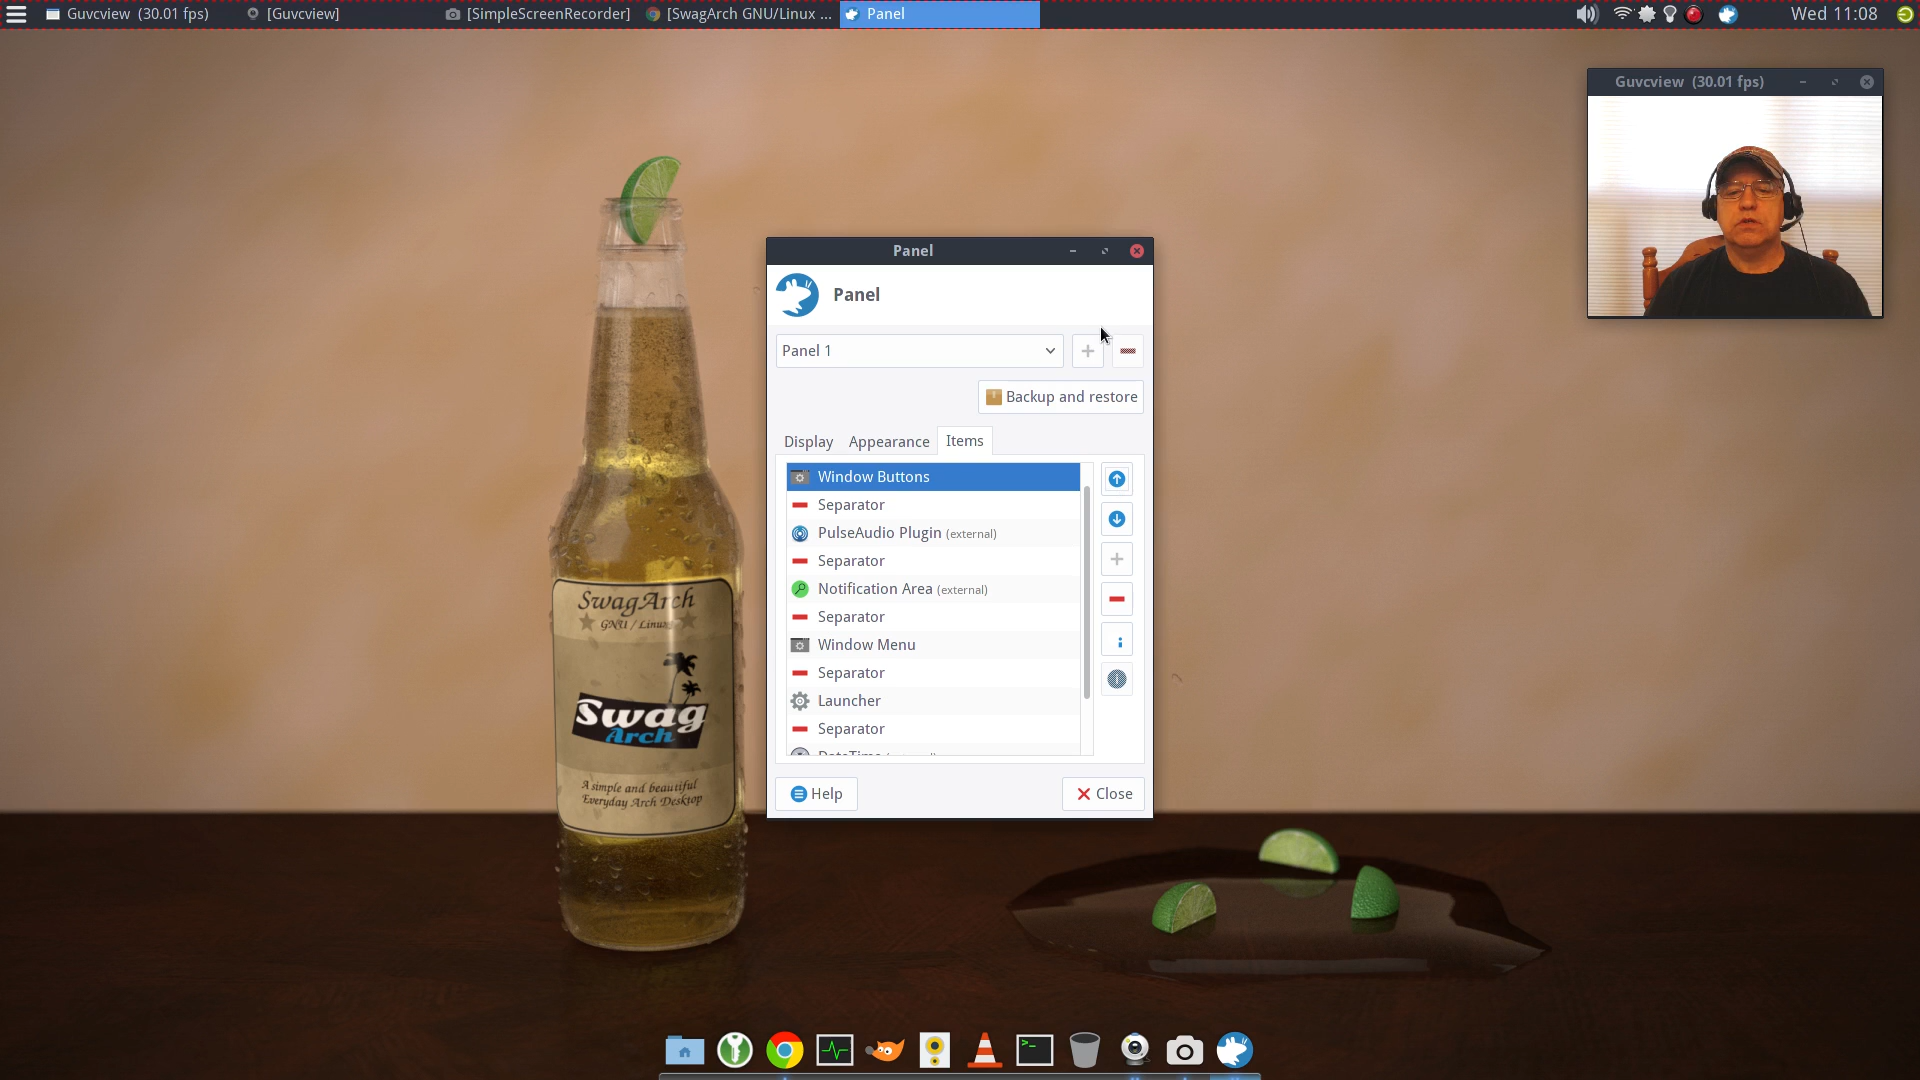 Guvcview (30.01 fps)
[Guvcview]
[SimpleScreenRecorder]
[SwagArch GNU/Linux ...
Panel
Wed 11:08
Guvcview (30.01 fps)
Panel
Panel
Panel 1
Backup and restore
Display
Appearance
Items
Window Buttons
Separator
PulseAudio Plugin (external)
Separator
Notification Area (external)
Separator
Window Menu
Separator
Launcher
Separator
DateTime (external)
Help
Close
SwagArch
GNU / Linux
Swag
Arch
A simple and beautiful
Everyday Arch Desktop